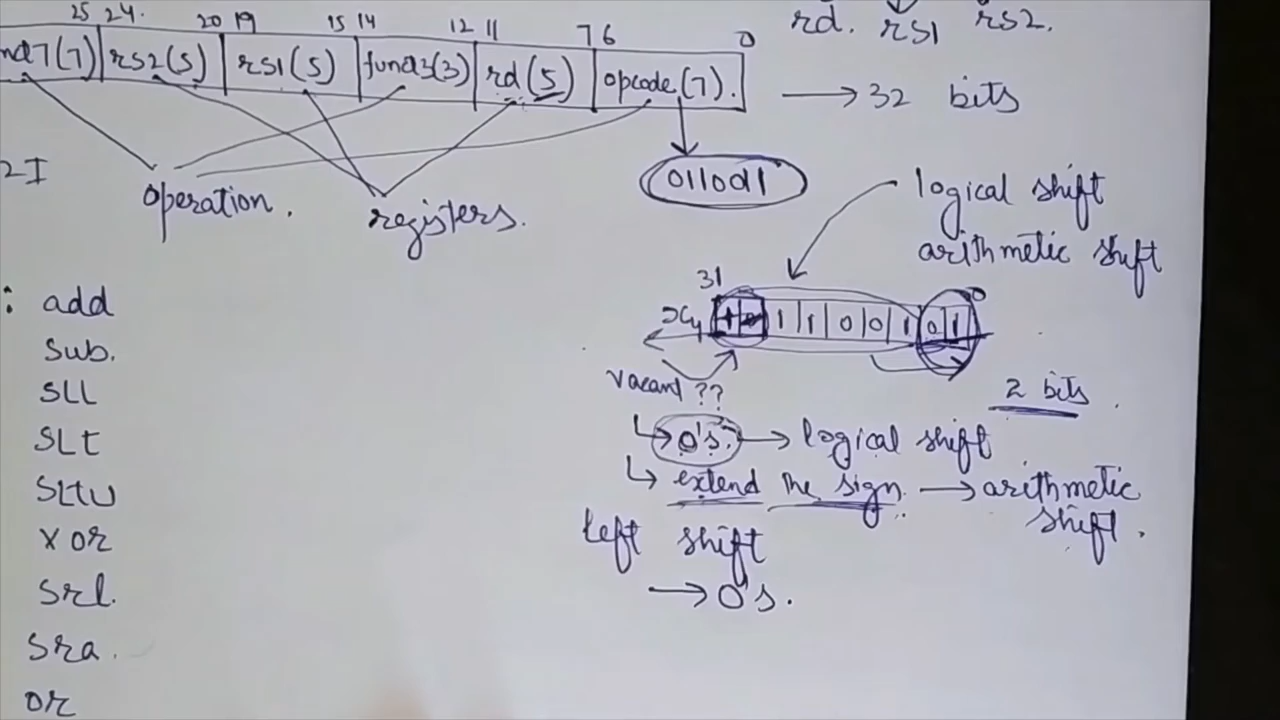 25 24. 20 19 15 14 12 11 7 6 0
rd. rs1 rs2.
rs2(5) rs1(5) func3(3) rd(5) opcode(7).
→ 32 bits
2I
operation.
registers.
0110011
logical shift
arithmetic shift
31 0
x4 1 1 0 0 1 0 1
: add
sub.
sll
slt
sltu
xor
srl.
sra.
or
vacant ??
2 bits.
↳ 0's. → logical shift
↳ extend the sign. → arithmetic
shift.
left shift
→ 0's.